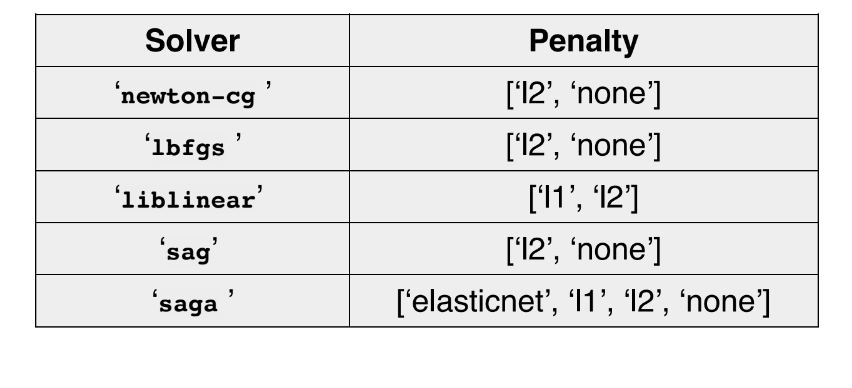 Solver Penalty
‘newton-cg ’ [‘l2’, ‘none’]
‘lbfgs ’ [‘l2’, ‘none’]
‘liblinear’ [‘l1’, ‘l2’]
‘sag’ [‘l2’, ‘none’]
‘saga ’ [‘elasticnet’, ‘l1’, ‘l2’, ‘none’]